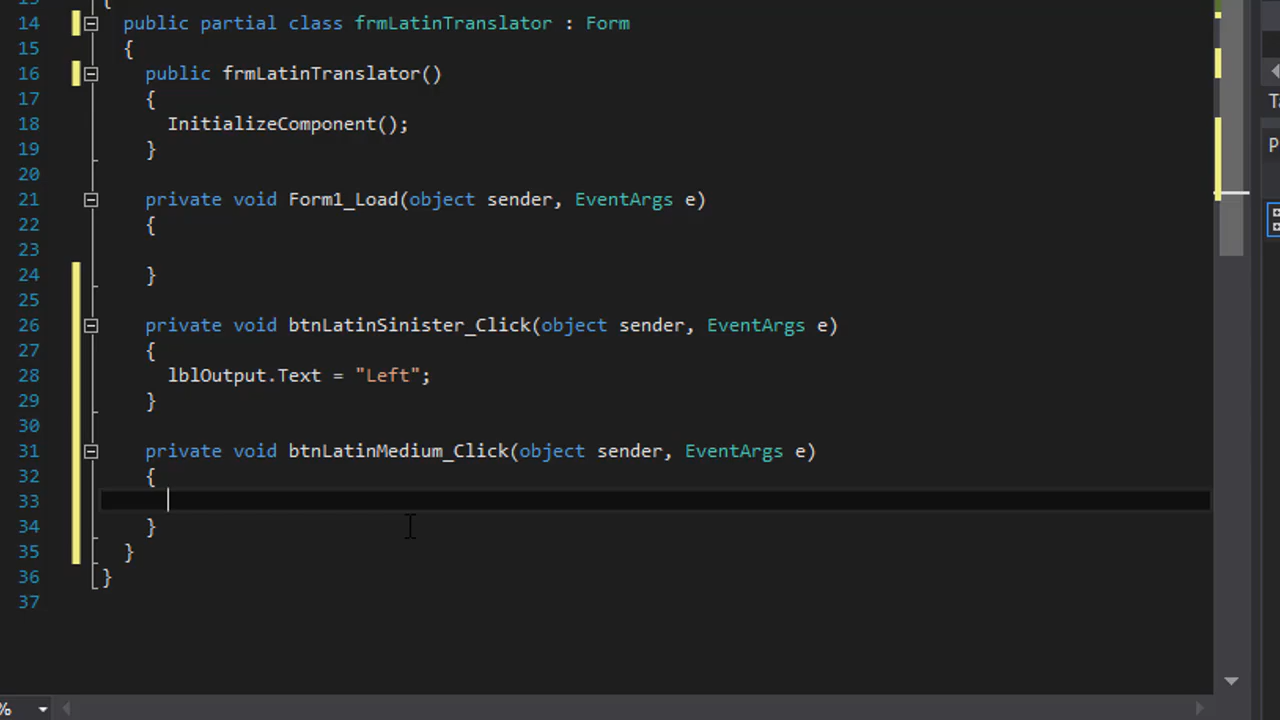 14 public partial class frmLatinTranslator : Form
15 {
16 public frmLatinTranslator()
17 {
18 InitializeComponent();
19 }
20
21 private void Form1_Load(object sender, EventArgs e)
22 {
23
24 }
25
26 private void btnLatinSinister_Click(object sender, EventArgs e)
27 {
28 lblOutput.Text = "Left";
29 }
30
31 private void btnLatinMedium_Click(object sender, EventArgs e)
32 {
33
34 }
35 }
36 }
37
%